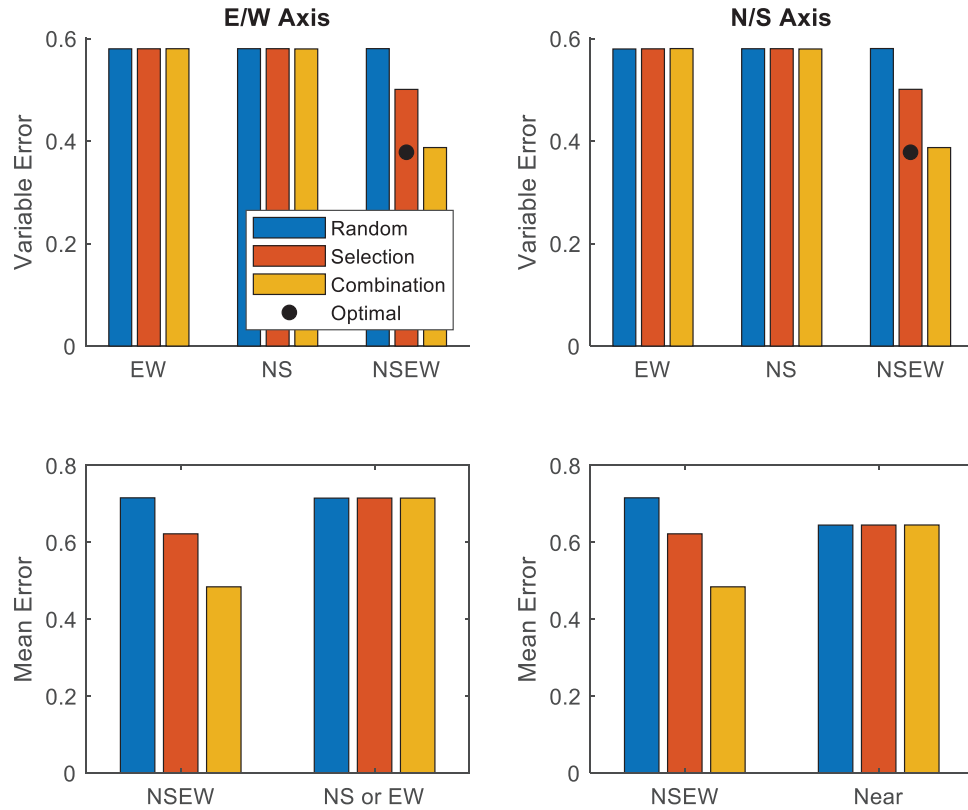 E/W Axis
0.6
0.4
0.2
0
Variable Error
Random
Selection
Combination
Optimal
EW NS NSEW
N/S Axis
0.6
0.4
0.2
0
Variable Error
EW NS NSEW
0.8
0.6
0.4
0.2
0
Mean Error
NSEW NS or EW
0.8
0.6
0.4
0.2
0
Mean Error
NSEW Near